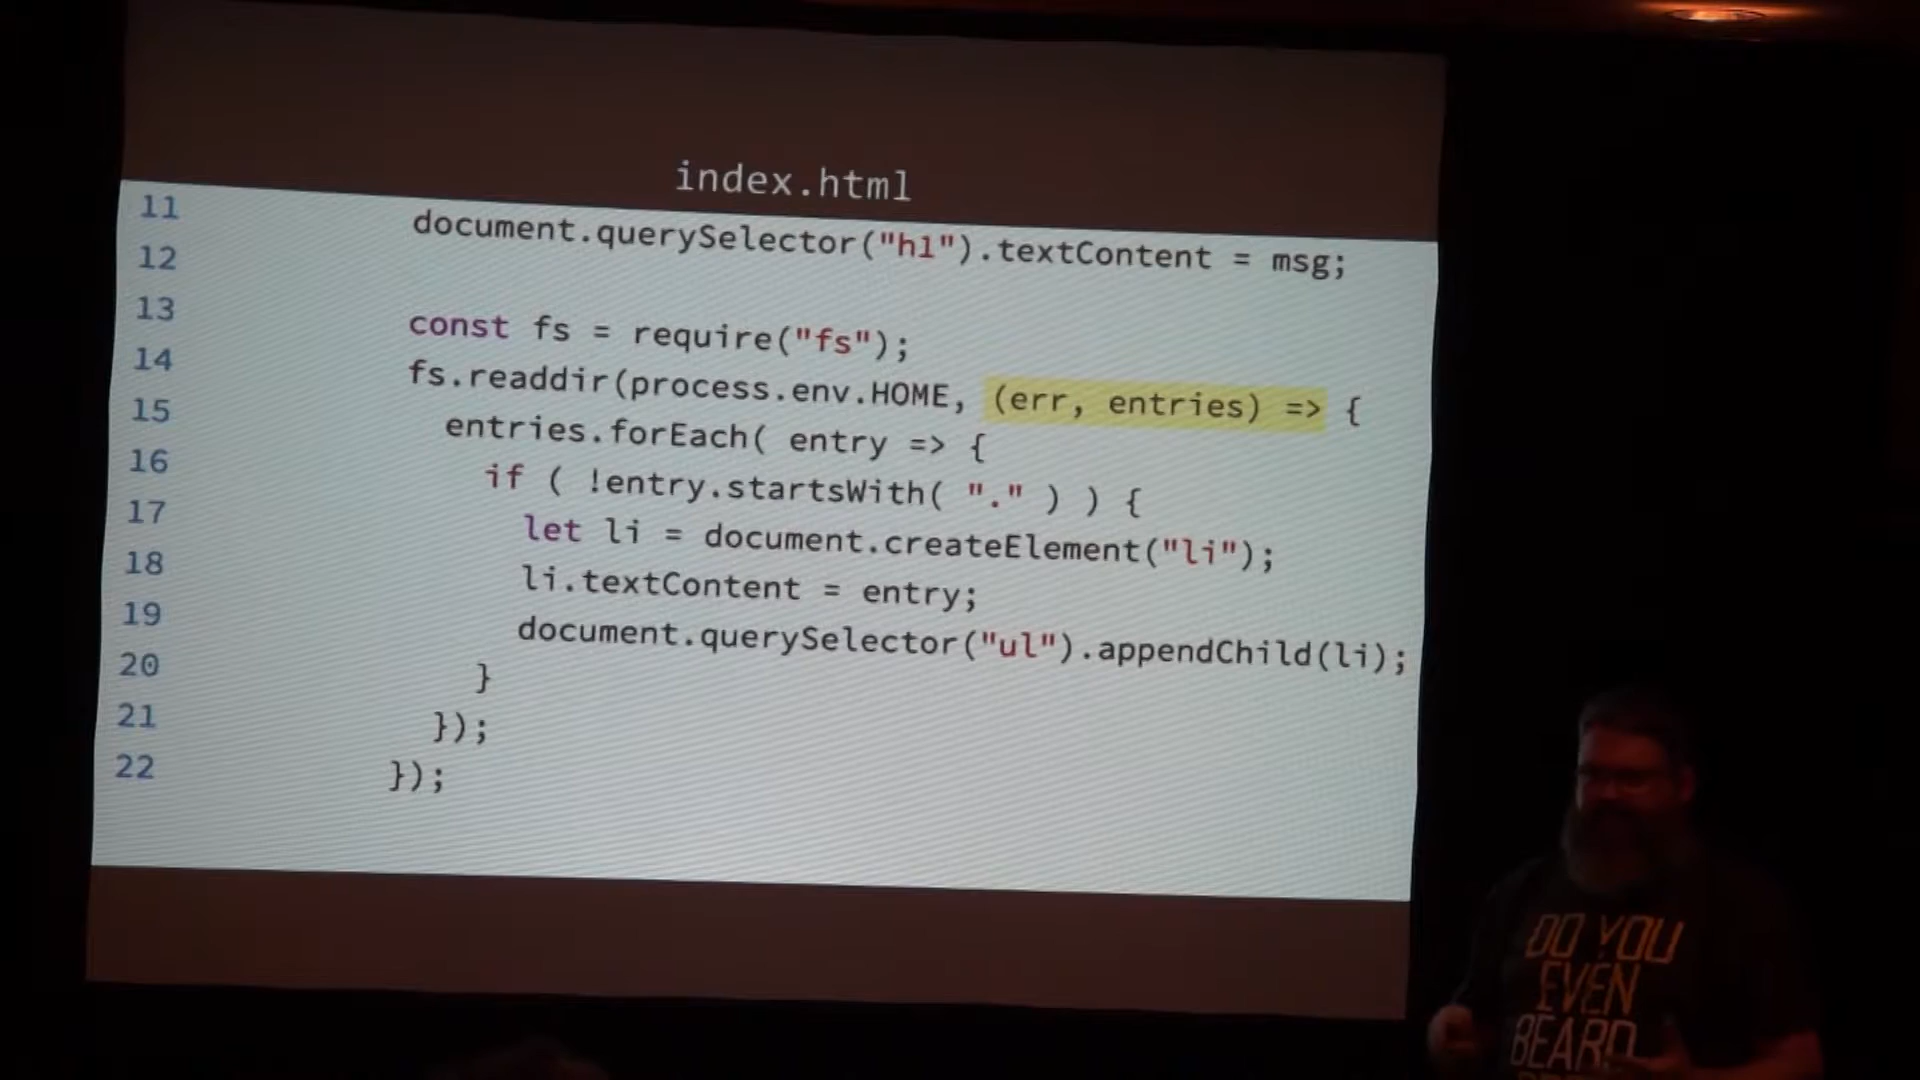 index.html
11 document.querySelector("h1").textContent = msg;
12
13 const fs = require("fs");
14 fs.readdir(process.env.HOME, (err, entries) => {
15 entries.forEach( entry => {
16 if ( !entry.startsWith( "." ) ) {
17 let li = document.createElement("li");
18 li.textContent = entry;
19 document.querySelector("ul").appendChild(li);
20 }
21 });
22 });
DO YOU
EVEN
BEARD